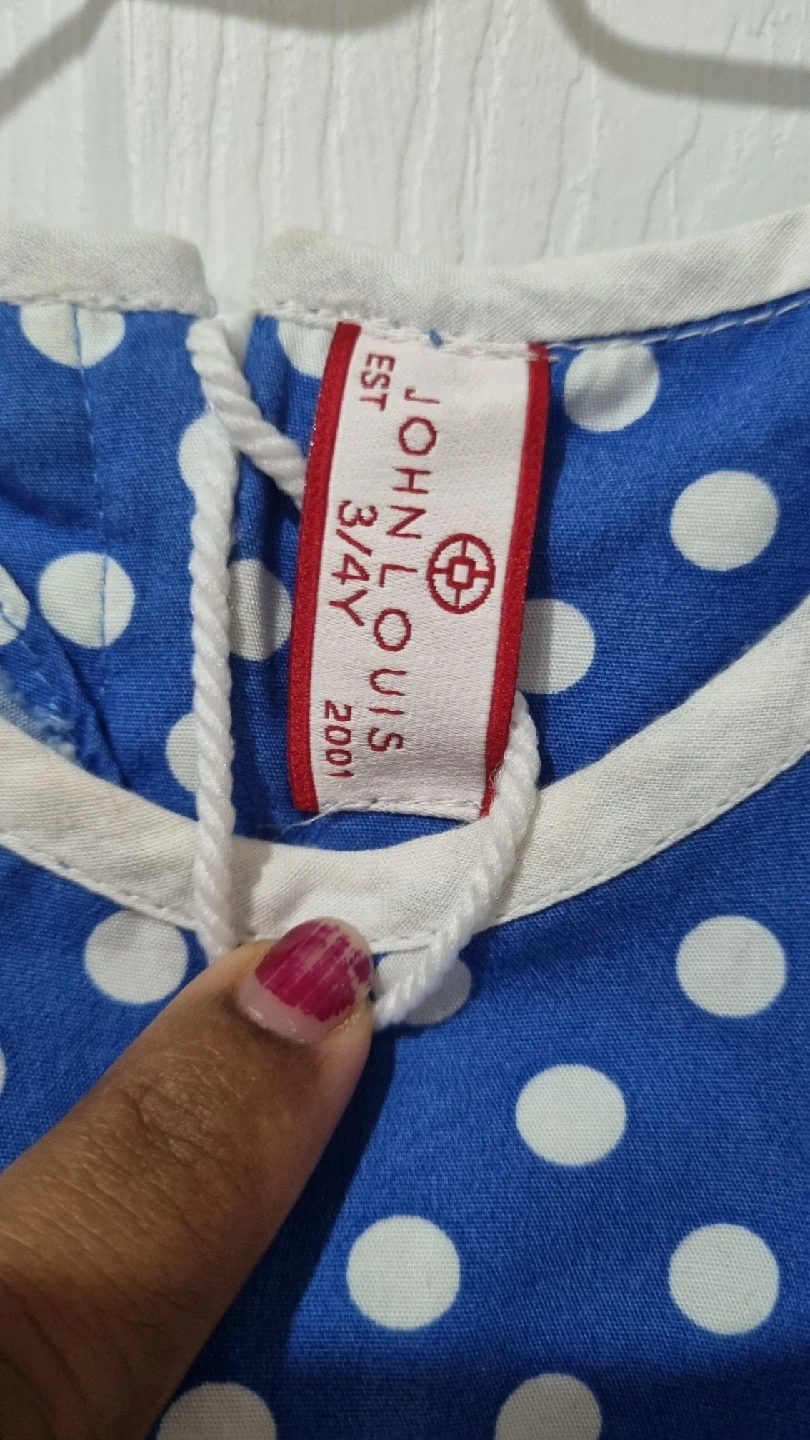 JOHN LOUIS
EST 3/4Y 2001